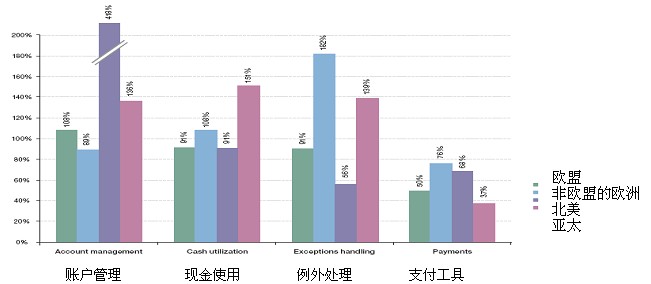 418%
200%
180%
160%
140%
120%
100%
80%
60%
40%
20%
0%
108%
89%
136%
91%
108%
91%
151%
91%
182%
56%
139%
50%
76%
68%
37%
Account management
Cash utilization
Exceptions handling
Payments
账户管理
现金使用
例外处理
支付工具
欧盟
非欧盟的欧洲
北美
亚太